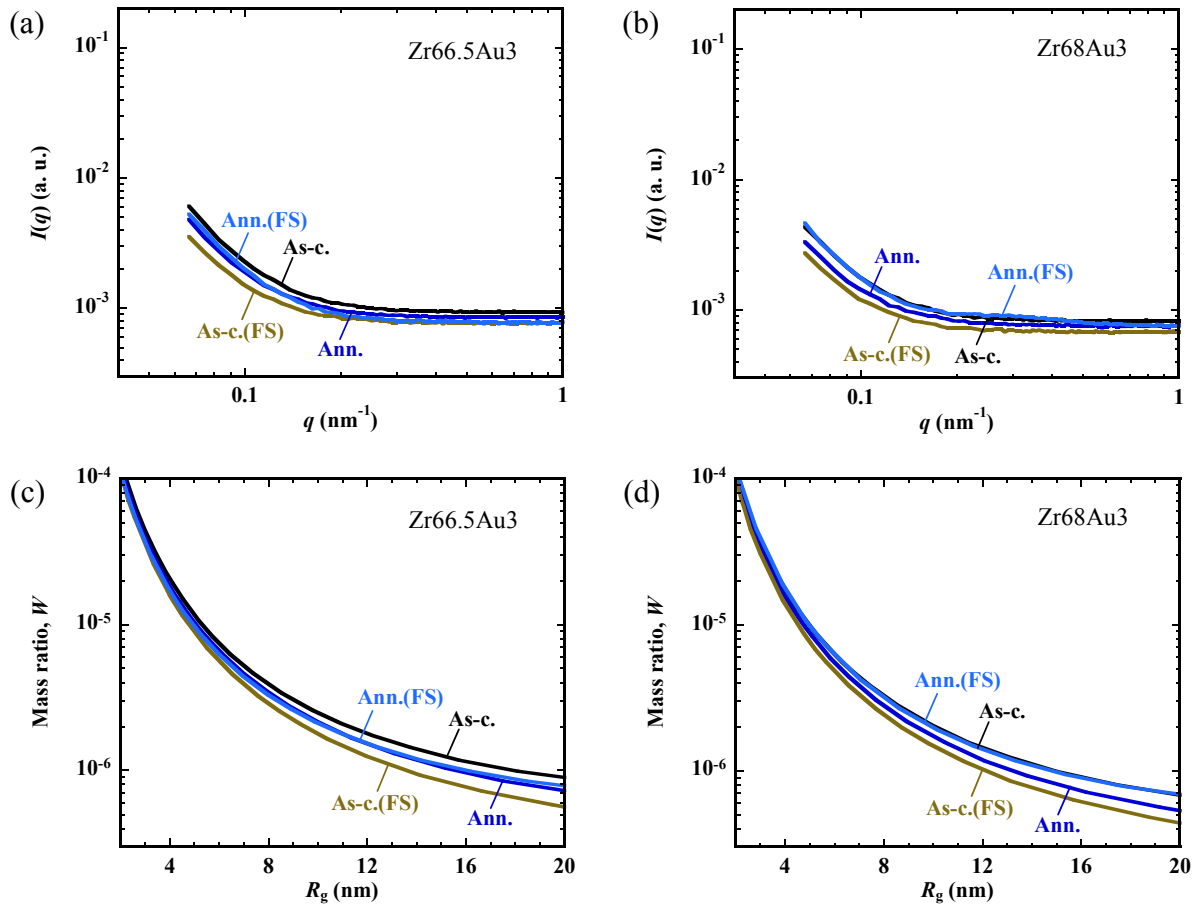 (a)
Zr66.5Au3
10⁻¹
10⁻²
10⁻³
I(q) (a. u.)
Ann.(FS)
As-c.
As-c.(FS)
Ann.
0.1
1
q (nm⁻¹)
(b)
Zr68Au3
10⁻¹
10⁻²
10⁻³
I(q) (a. u.)
Ann.
Ann.(FS)
As-c.(FS)
As-c.
0.1
1
q (nm⁻¹)
(c)
Zr66.5Au3
10⁻⁴
10⁻⁵
10⁻⁶
Mass ratio, W
Ann.(FS)
As-c.
As-c.(FS)
Ann.
4
8
12
16
20
Rg (nm)
(d)
Zr68Au3
10⁻⁴
10⁻⁵
10⁻⁶
Mass ratio, W
Ann.(FS)
As-c.
As-c.(FS)
Ann.
4
8
12
16
20
Rg (nm)